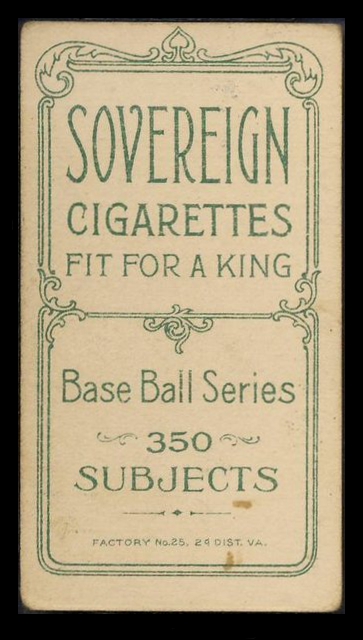 SOVEREIGN
CIGARETTES
FIT FOR A KING
Base Ball Series
350
SUBJECTS
FACTORY No.25, 2d DIST. VA.